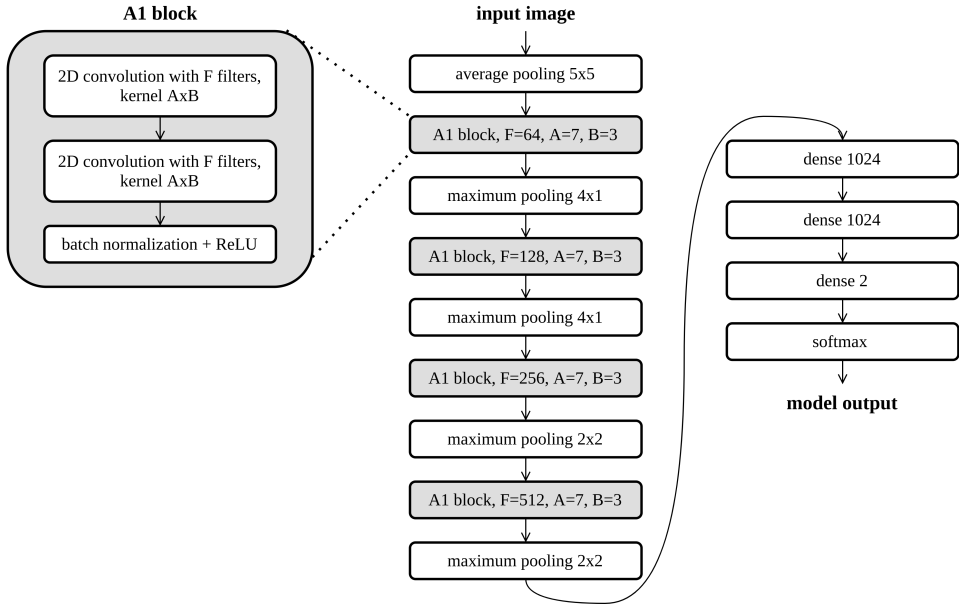 A1 block
2D convolution with F filters,
kernel AxB
2D convolution with F filters,
kernel AxB
batch normalization + ReLU
input image
average pooling 5x5
A1 block, F=64, A=7, B=3
maximum pooling 4x1
A1 block, F=128, A=7, B=3
maximum pooling 4x1
A1 block, F=256, A=7, B=3
maximum pooling 2x2
A1 block, F=512, A=7, B=3
maximum pooling 2x2
dense 1024
dense 1024
dense 2
softmax
model output